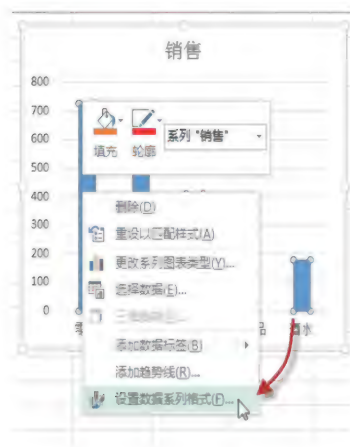 销售
800
700
600
500
400
300
200
100
0
系列 "销售"
填充 轮廓
删除(D)
重设以匹配样式(A)
更改系列图表类型(Y)...
选择数据(E)...
添加数据标签(B)
添加趋势线(R)...
设置数据系列格式(F)...
品 酒水